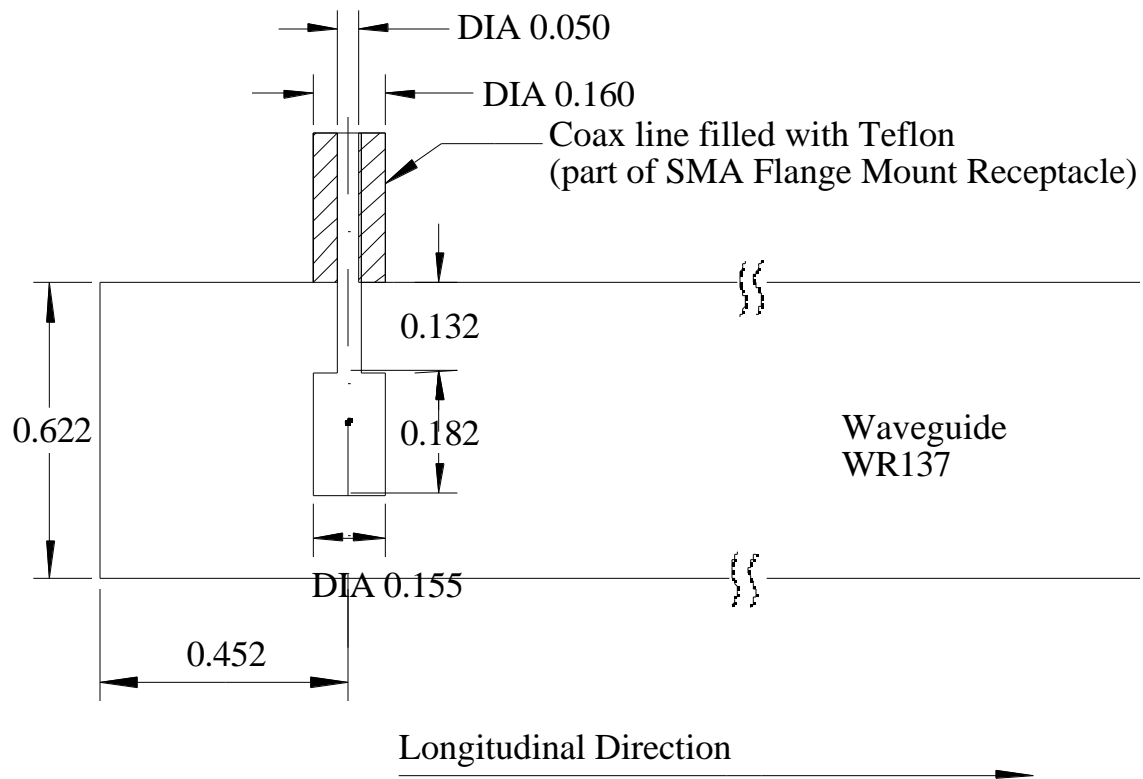 DIA 0.050
DIA 0.160
Coax line filled with Teflon
(part of SMA Flange Mount Receptacle)
0.132
0.622
0.182
Waveguide
WR137
DIA 0.155
0.452
Longitudinal Direction